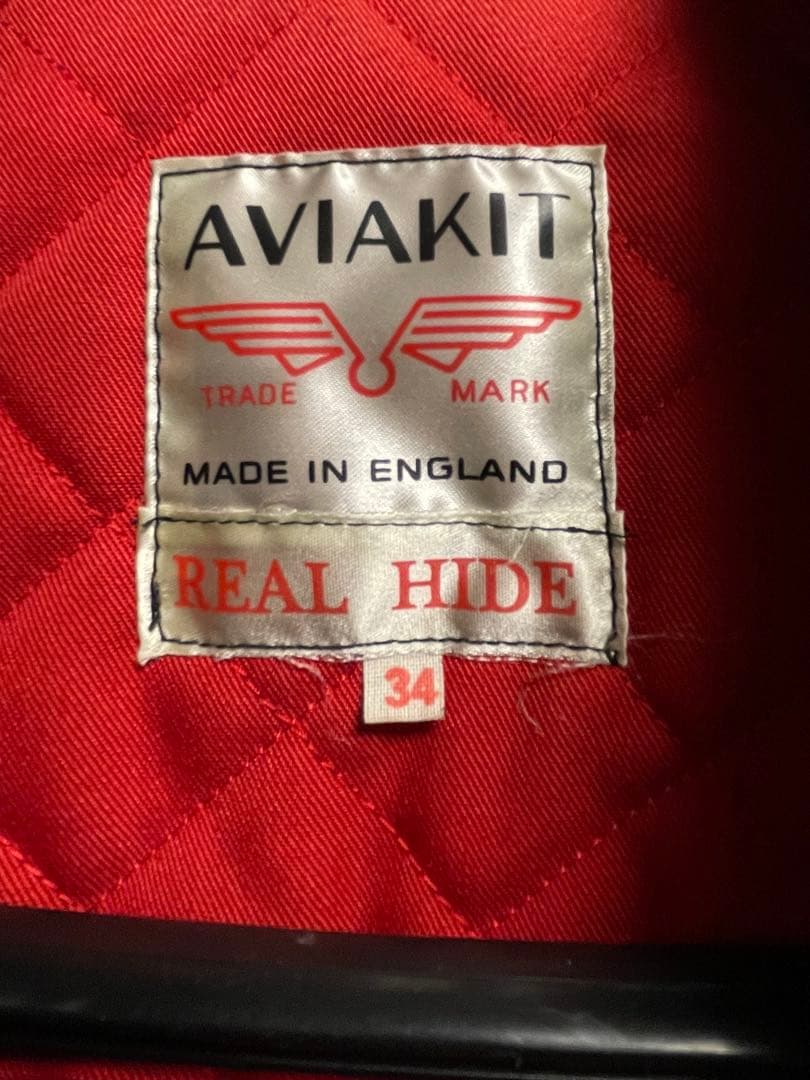 AVIAKIT
TRADE MARK
MADE IN ENGLAND
REAL HIDE
34